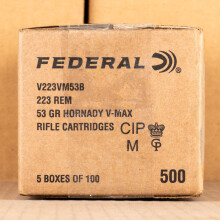 FEDERAL
V223VM53B
223 REM
53 GR HORNADY V-MAX
RIFLE CARTRIDGES
CIP
M
5 BOXES OF 100
500